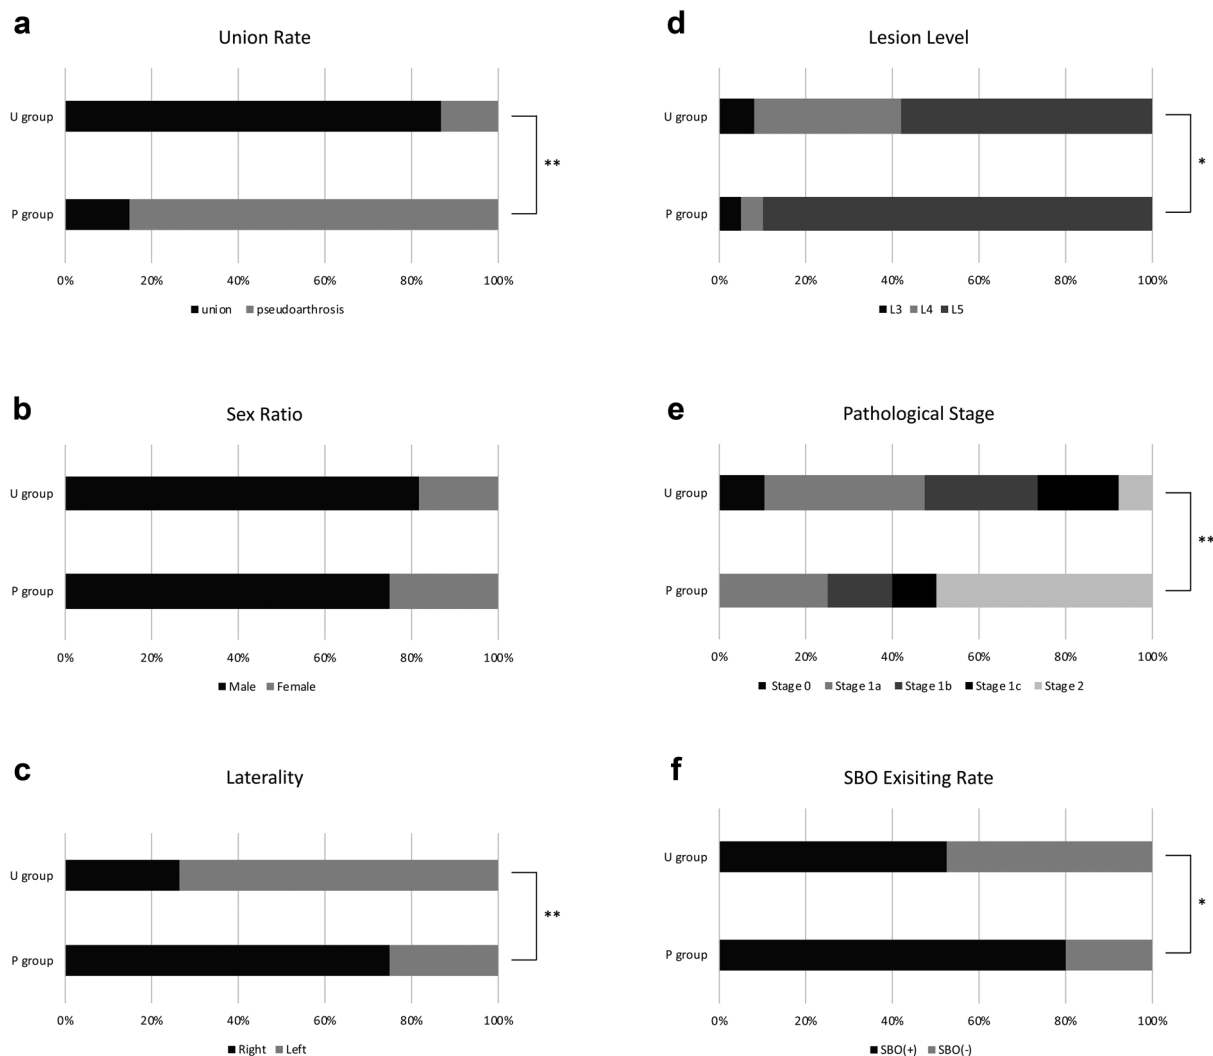 a
Union Rate
U group
**
P group
0% 20% 40% 60% 80% 100%
union pseudoarthrosis
b
Sex Ratio
U group
P group
0% 20% 40% 60% 80% 100%
Male Female
c
Laterality
U group
**
P group
0% 20% 40% 60% 80% 100%
Right Left
d
Lesion Level
U group
*
P group
0% 20% 40% 60% 80% 100%
L3 L4 L5
e
Pathological Stage
U group
**
P group
0% 20% 40% 60% 80% 100%
Stage 0 Stage 1a Stage 1b Stage 1c Stage 2
f
SBO Exisiting Rate
U group
*
P group
0% 20% 40% 60% 80% 100%
SBO(+) SBO(-)